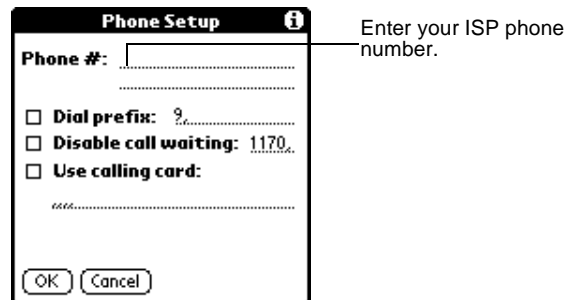 Phone Setup i
Enter your ISP phone
number.
Phone #:
Dial prefix: 9,
Disable call waiting: 1170,
Use calling card:
,,,,
OK Cancel